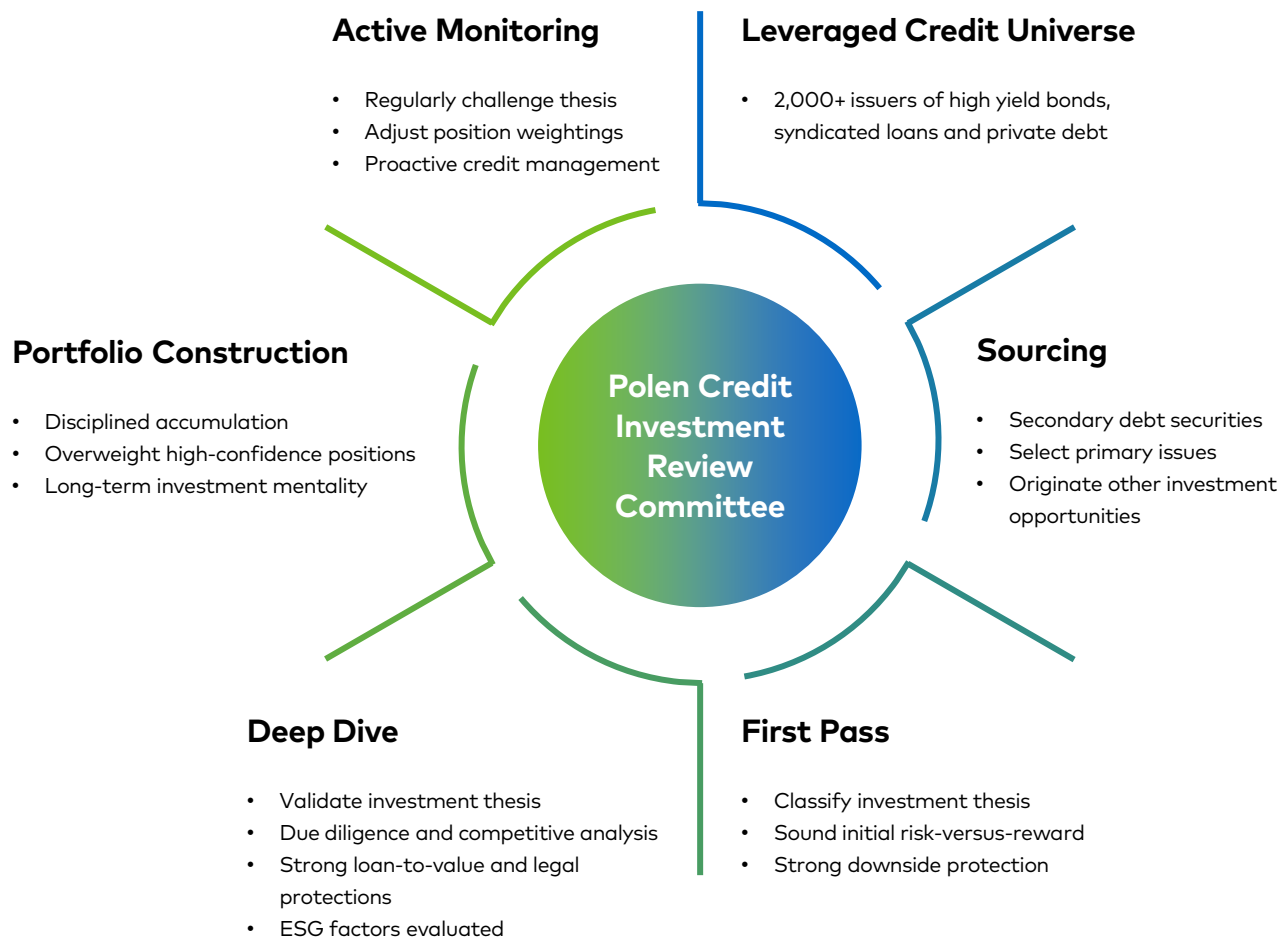 Active Monitoring
• Regularly challenge thesis
• Adjust position weightings
• Proactive credit management
Leveraged Credit Universe
• 2,000+ issuers of high yield bonds,
syndicated loans and private debt
Portfolio Construction
• Disciplined accumulation
• Overweight high-confidence positions
• Long-term investment mentality
Polen Credit
Investment
Review
Committee
Sourcing
• Secondary debt securities
• Select primary issues
• Originate other investment
opportunities
Deep Dive
• Validate investment thesis
• Due diligence and competitive analysis
• Strong loan-to-value and legal
protections
• ESG factors evaluated
First Pass
• Classify investment thesis
• Sound initial risk-versus-reward
• Strong downside protection